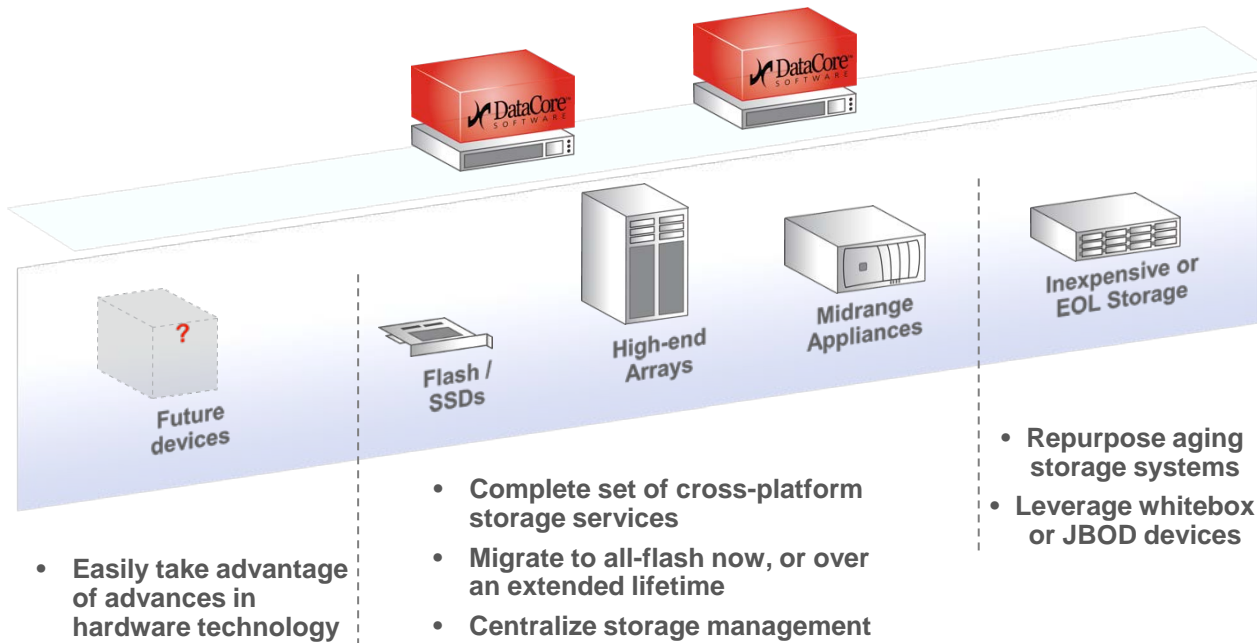 DataCore™
SOFTWARE
DataCore™
SOFTWARE
?
Future
devices
Flash /
SSDs
High-end
Arrays
Midrange
Appliances
Inexpensive or
EOL Storage
• Easily take advantage
of advances in
hardware technology
• Complete set of cross-platform
storage services
• Migrate to all-flash now, or over
an extended lifetime
• Centralize storage management
• Repurpose aging
storage systems
• Leverage whitebox
or JBOD devices